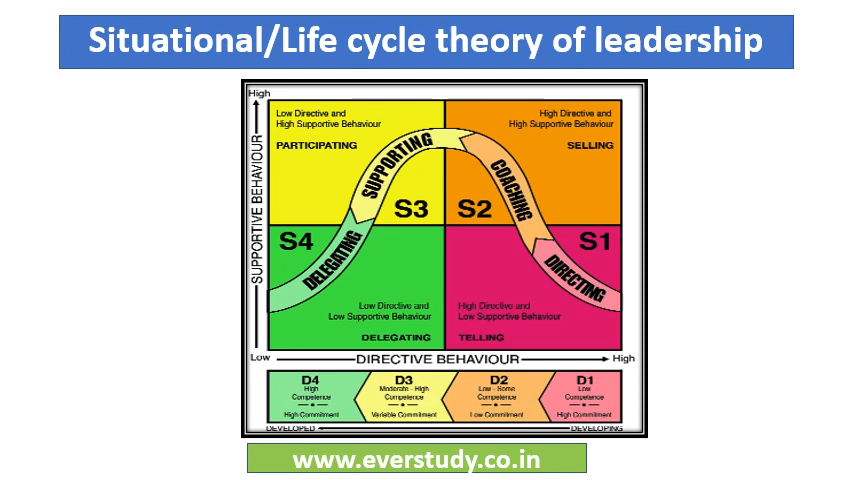 Situational/Life cycle theory of leadership
High
SUPPORTIVE BEHAVIOUR
Low
Low Directive and
High Supportive Behaviour
PARTICIPATING
High Directive and
High Supportive Behaviour
SELLING
SUPPORTING
COACHING
S3
S2
S4
S1
DELEGATING
DIRECTING
Low Directive and
Low Supportive Behaviour
DELEGATING
High Directive and
Low Supportive Behaviour
TELLING
DIRECTIVE BEHAVIOUR
High
D4
High
Competence
High Commitment
D3
Moderate - High
Competence
Variable Commitment
D2
Low - Some
Competence
Low Commitment
D1
Low
Competence
High Commitment
DEVELOPED
DEVELOPING
www.everstudy.co.in